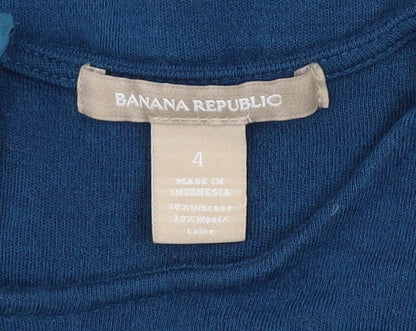 BANANA REPUBLIC
4
MADE IN
INDONESIA
70% Viscose
30% Wool/
Laine